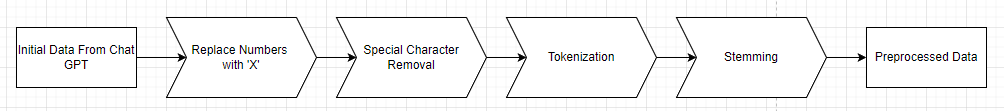 Initial Data From Chat
GPT
Replace Numbers
with 'X'
Special Character
Removal
Tokenization
Stemming
Preprocessed Data